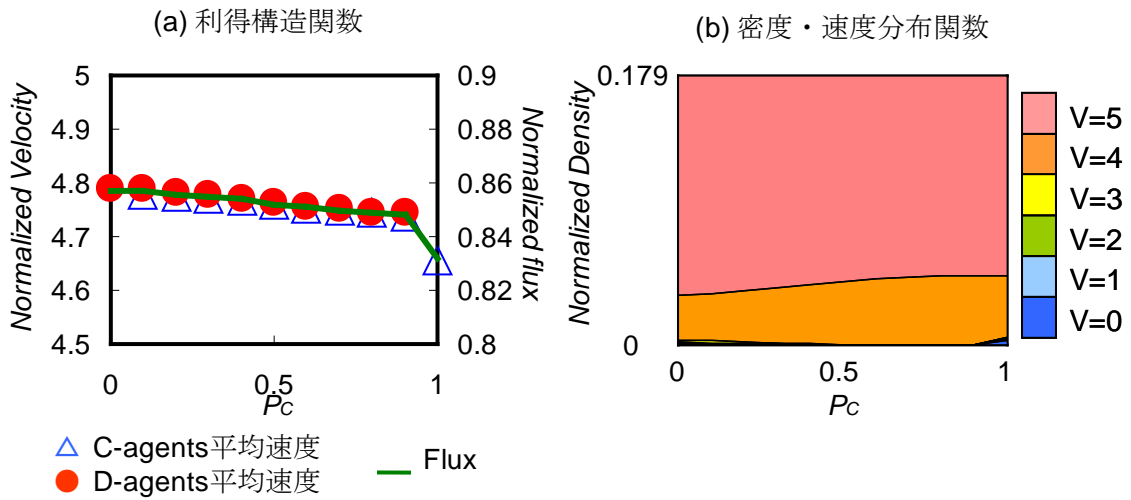 (a) 利得構造関数
Normalized Velocity
5
4.9
4.8
4.7
4.6
4.5
0.9
0.88
0.86
0.84
0.82
0.8
Normalized flux
0
0.5
1
PC
C-agents平均速度
D-agents平均速度
Flux
(b) 密度・速度分布関数
Normalized Density
0.179
0
0
0.5
1
PC
V=5
V=4
V=3
V=2
V=1
V=0